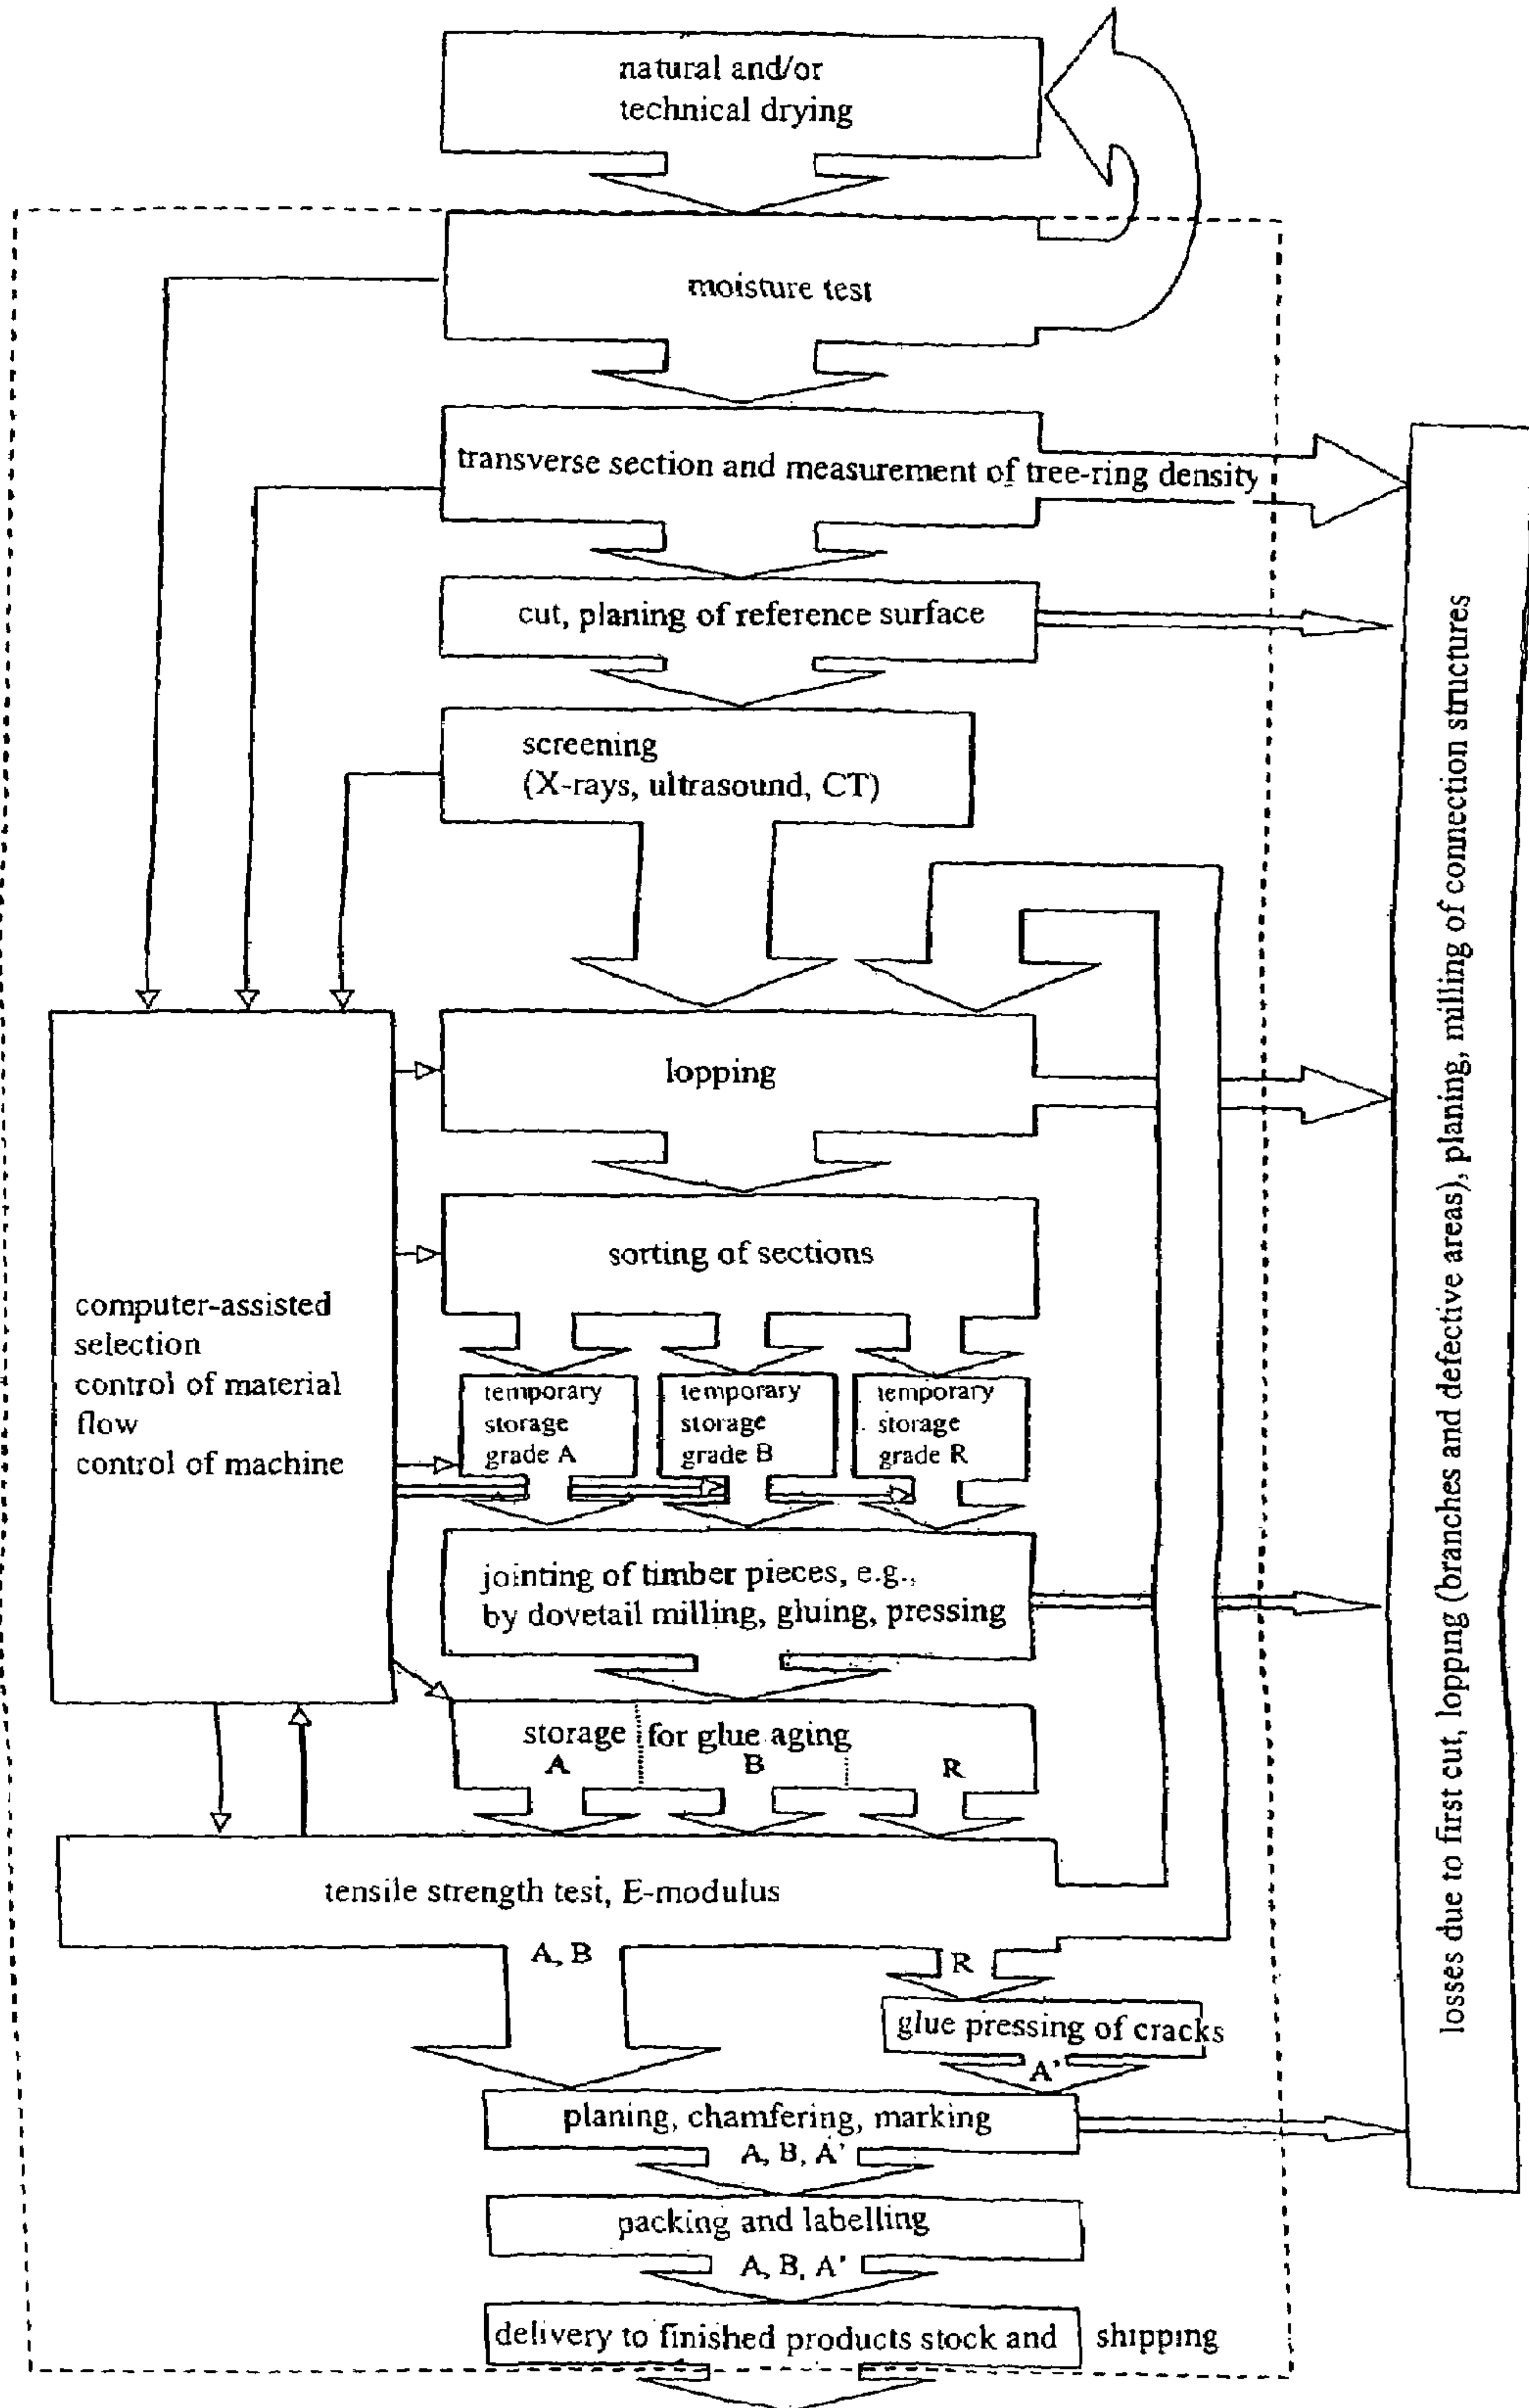 natural and/or
technical drying
moisture test
transverse section and measurement of tree-ring density
cut, planing of reference surface
screening
(X-rays, ultrasound, CT)
lopping
sorting of sections
computer-assisted
selection
control of material
flow
control of machine
temporary
storage
grade A
temporary
storage
grade B
temporary
storage
grade R
jointing of timber pieces, e.g.,
by dovetail milling, gluing, pressing
storage for glue aging
A B R
tensile strength test, E-modulus
A, B
R
glue pressing of cracks
A'
planing, chamfering, marking
A, B, A'
packing and labelling
A, B, A'
delivery to finished products stock and shipping
losses due to first cut, lopping (branches and defective areas), planing, milling of connection structures